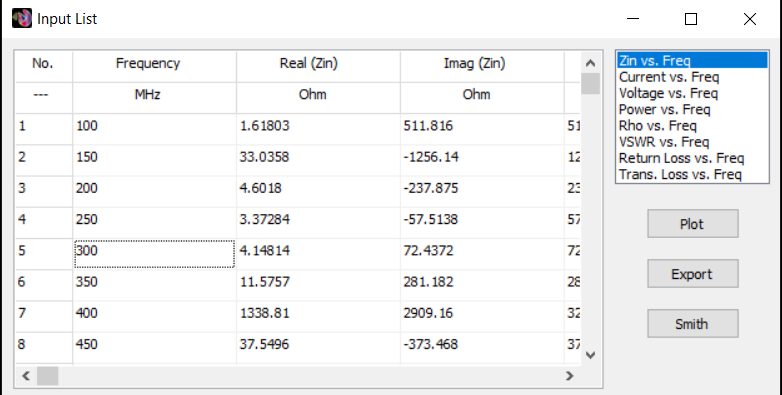 Input List
No. Frequency Real (Zin) Imag (Zin)
--- MHz Ohm Ohm
1 100 1.61803 511.816 51
2 150 33.0358 -1256.14 12
3 200 4.6018 -237.875 23
4 250 3.37284 -57.5138 57
5 300 4.14814 72.4372 72
6 350 11.5757 281.182 28
7 400 1338.81 2909.16 32
8 450 37.5496 -373.468 37
Zin vs. Freq
Current vs. Freq
Voltage vs. Freq
Power vs. Freq
Rho vs. Freq
VSWR vs. Freq
Return Loss vs. Freq
Trans. Loss vs. Freq
Plot
Export
Smith